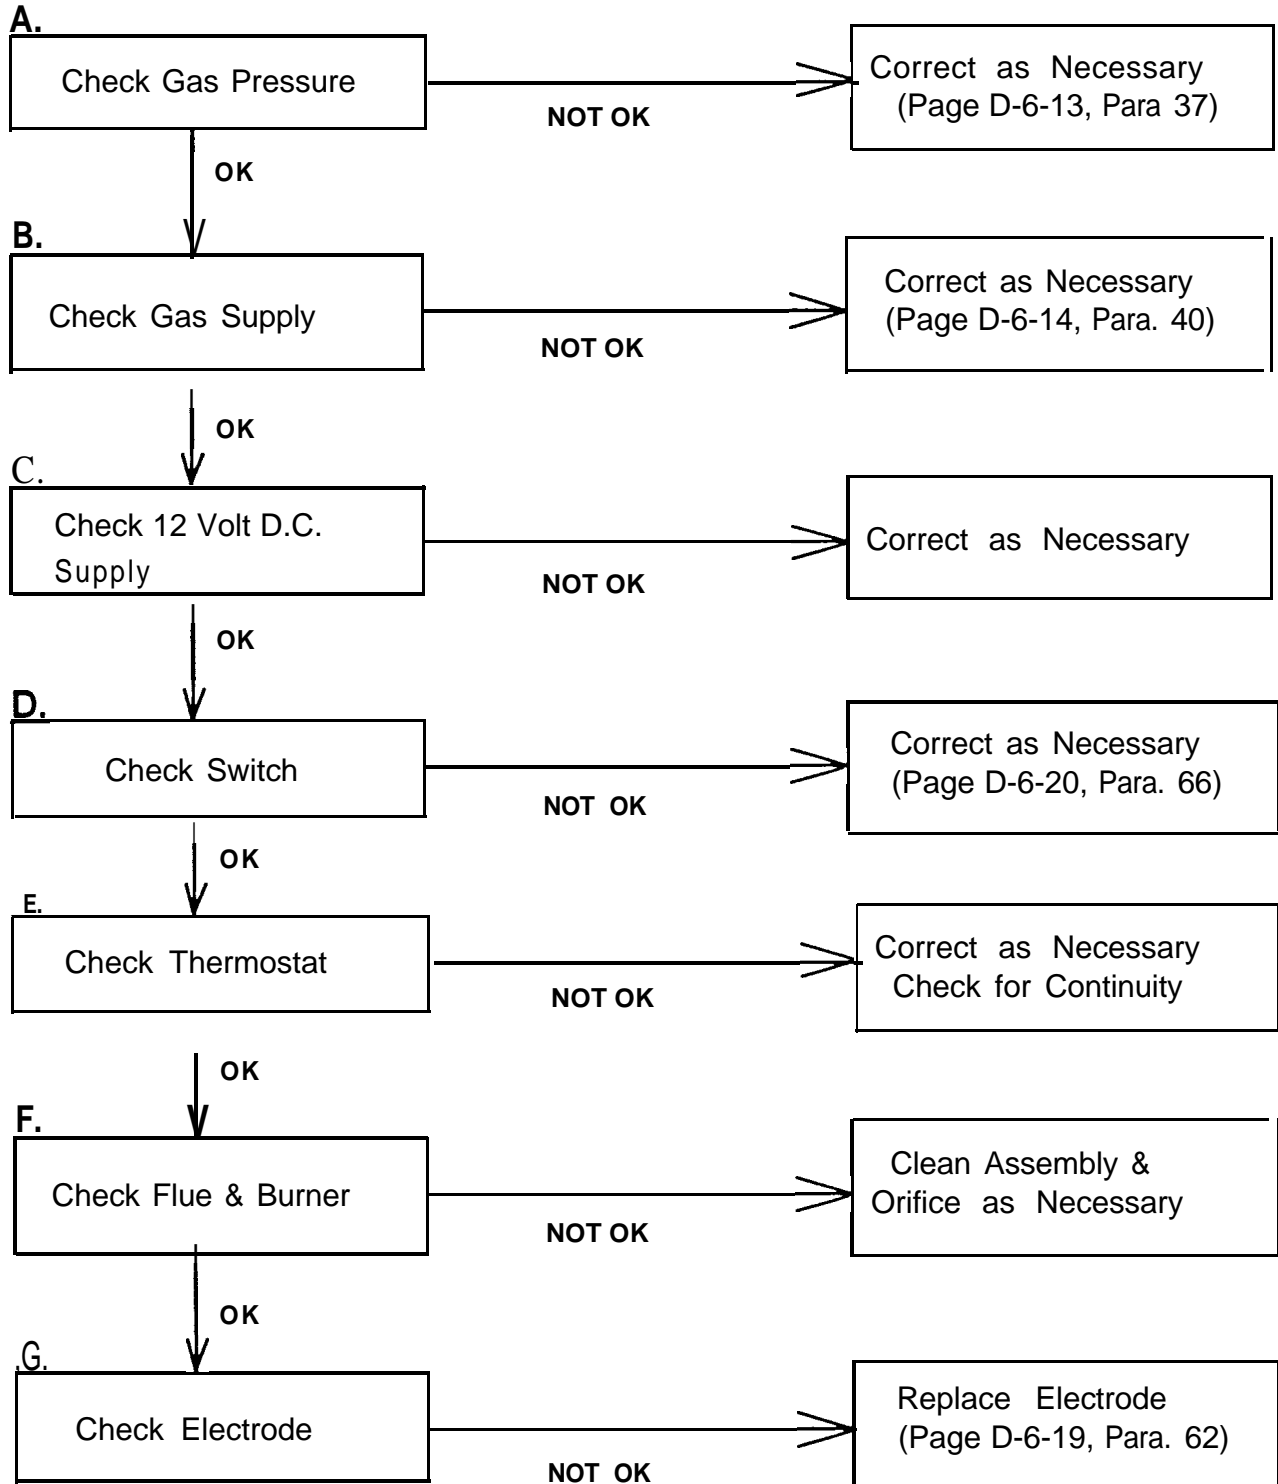 A.
Check Gas Pressure
NOT OK
Correct as Necessary
(Page D-6-13, Para 37)
OK
B.
Check Gas Supply
NOT OK
Correct as Necessary
(Page D-6-14, Para. 40)
OK
C.
Check 12 Volt D.C.
Supply
NOT OK
Correct as Necessary
OK
D.
Check Switch
NOT OK
Correct as Necessary
(Page D-6-20, Para. 66)
OK
E.
Check Thermostat
NOT OK
Correct as Necessary
Check for Continuity
OK
F.
Check Flue & Burner
NOT OK
Clean Assembly &
Orifice as Necessary
OK
.G.
Check Electrode
NOT OK
Replace Electrode
(Page D-6-19, Para. 62)